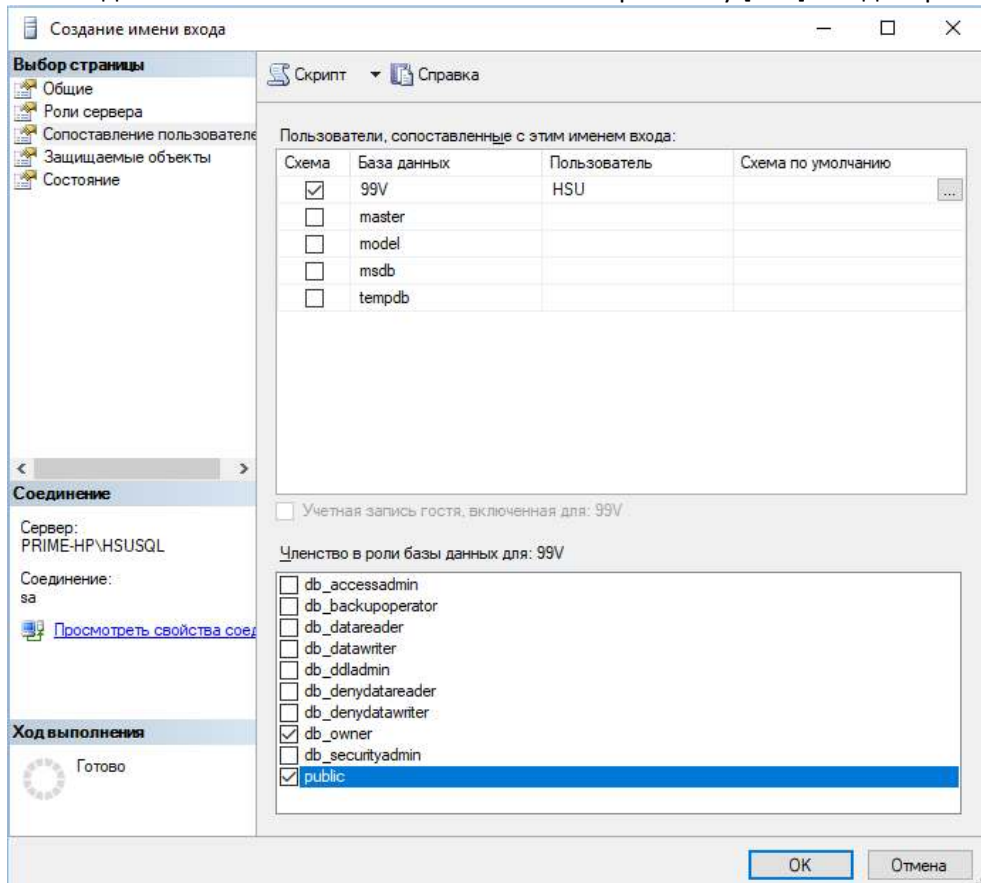 Создание имени входа
Выбор страницы
Общие
Роли сервера
Сопоставление пользователе
Защищаемые объекты
Состояние
Скрипт
Справка
Пользователи, сопоставленные с этим именем входа:
Схема База данных Пользователь Схема по умолчанию
99V HSU ...
master
model
msdb
tempdb
Соединение
Сервер:
PRIME-HP\HSUSQL
Соединение:
sa
Просмотреть свойства соед
Учетная запись гостя, включенная для: 99V
Членство в роли базы данных для: 99V
db_accessadmin
db_backupoperator
db_datareader
db_datawriter
db_ddladmin
db_denydatareader
db_denydatawriter
db_owner
db_securityadmin
public
Ход выполнения
Готово
OK Отмена